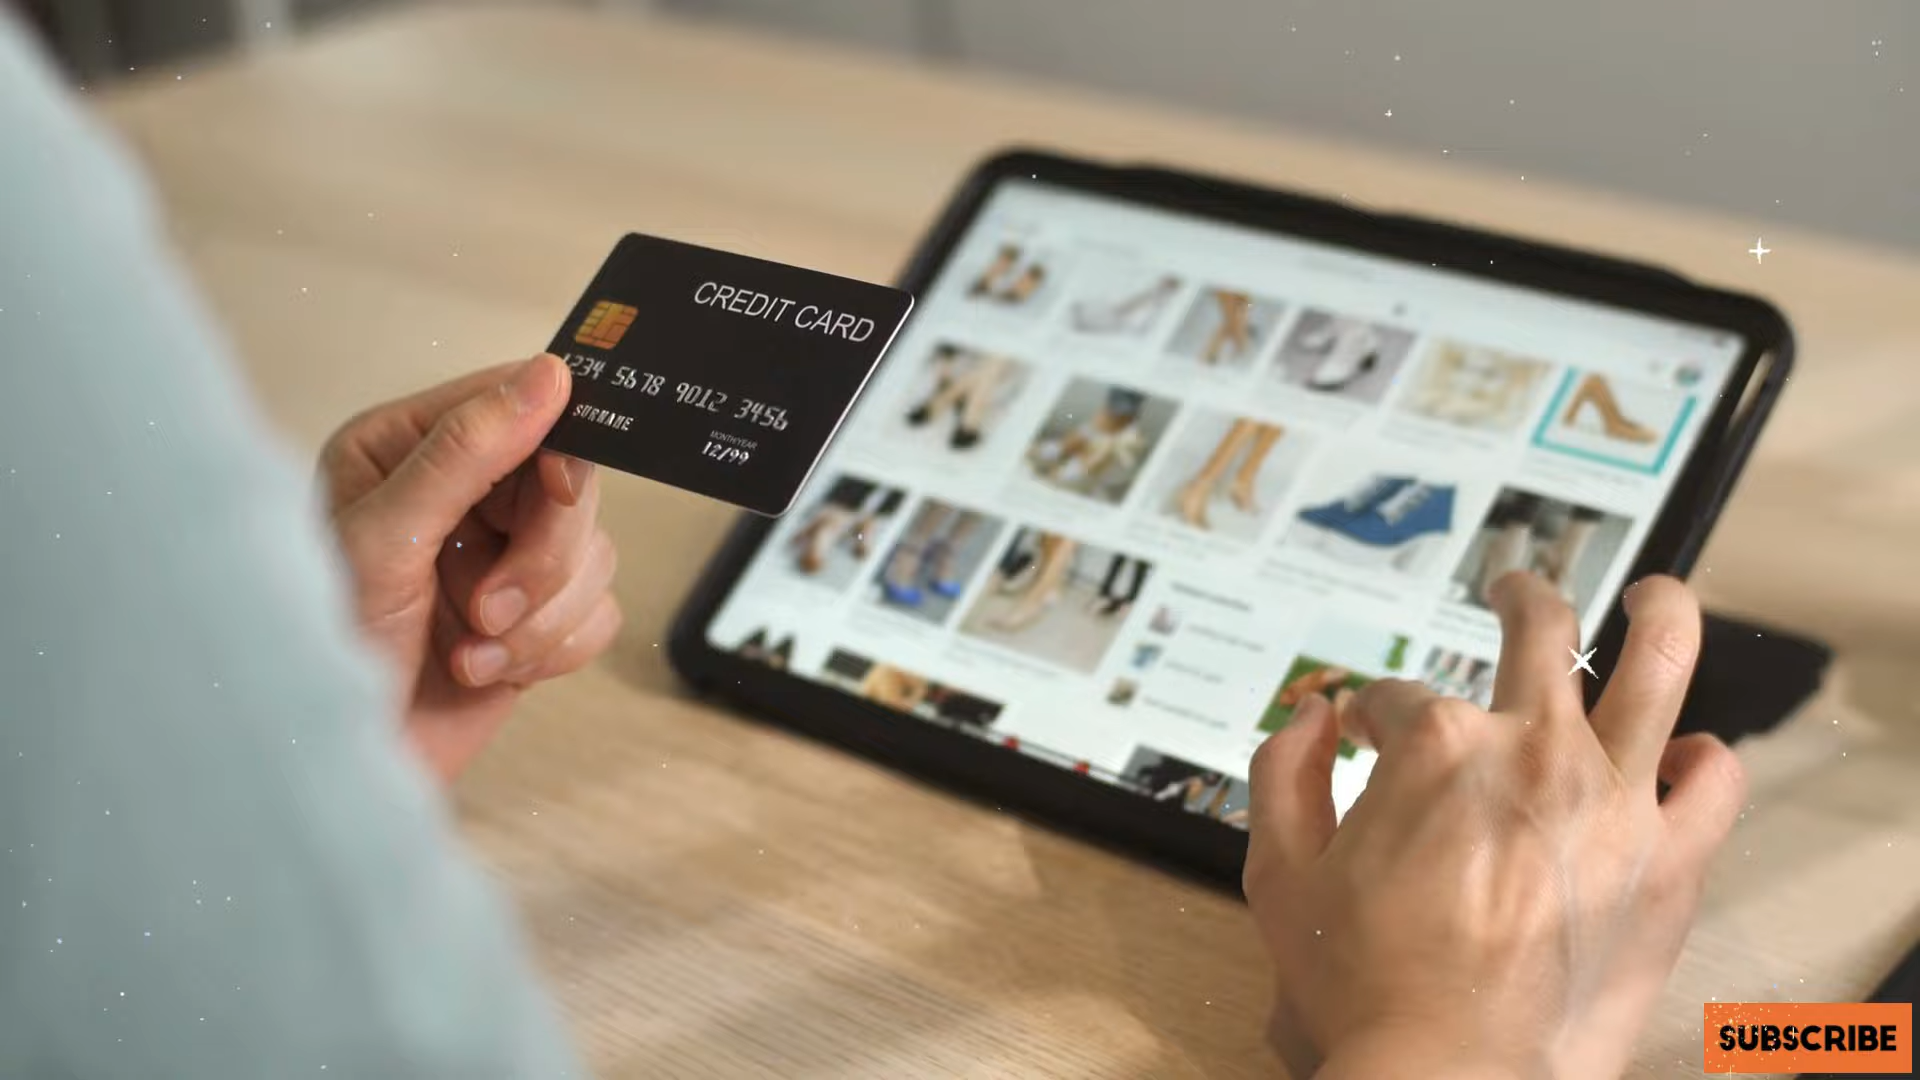 CREDIT CARD
1234 5678 9012 3456
SURNAME
MONTH/YEAR
12/99
SUBSCRIBE